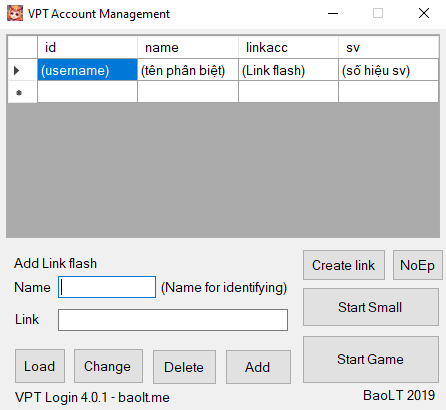 VPT Account Management
id name linkacc sv
(username) (tên phân biệt) (Link flash) (số hiệu sv)
Add Link flash
Create link NoEp
Name (Name for identifying)
Start Small
Link
Start Game
Load Change Delete Add
VPT Login 4.0.1 - baolt.me
BaoLT 2019